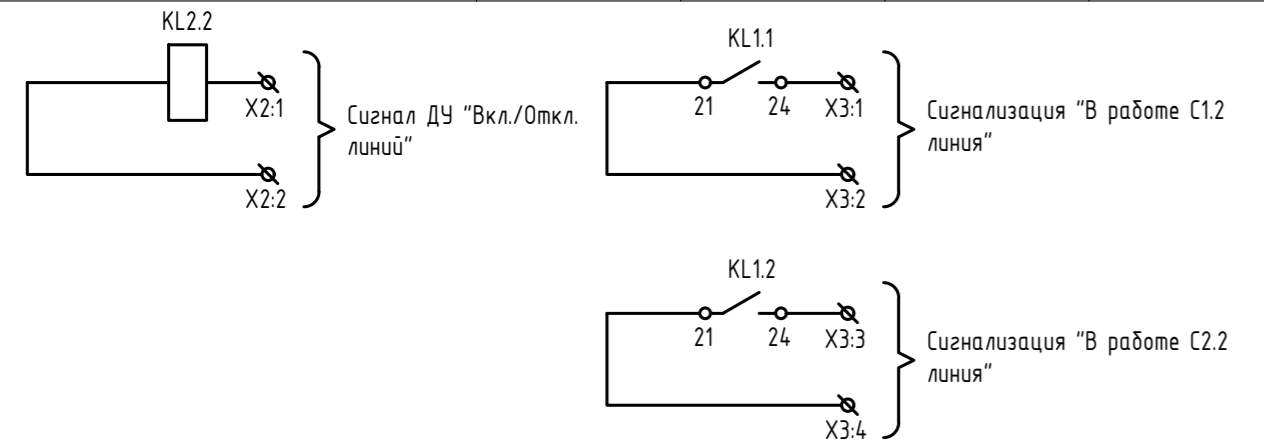 KL2.2
X2:1
Сигнал ДУ "Вкл./Откл.
линий"
X2:2
KL1.1
21 24 X3:1
Сигнализация "В работе С1.2
линия"
X3:2
KL1.2
21 24 X3:3
Сигнализация "В работе С2.2
линия"
X3:4